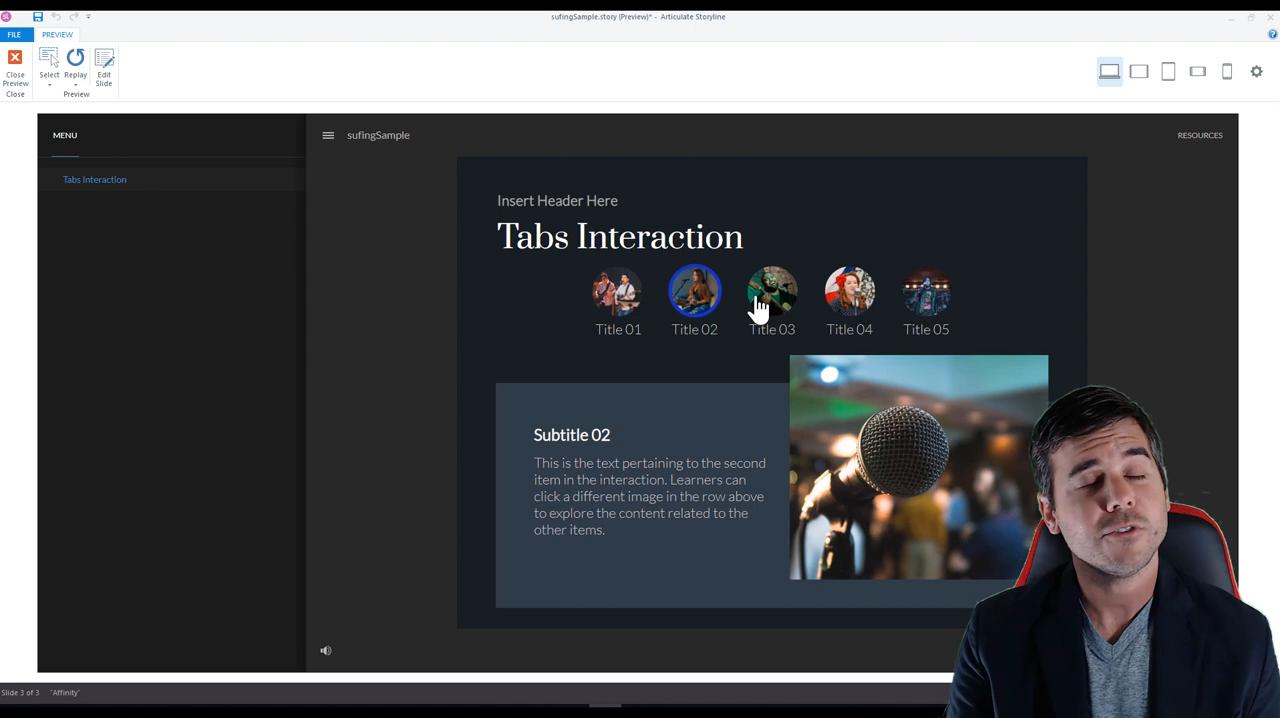 sufingSample.story (Preview)* - Articulate Storyline
FILE
PREVIEW
Close Preview
Select
Replay
Edit Slide
Close
Preview
MENU
sufingSample
RESOURCES
Tabs Interaction
Insert Header Here
Tabs Interaction
Title 01
Title 02
Title 03
Title 04
Title 05
Subtitle 02
This is the text pertaining to the second
item in the interaction. Learners can
click a different image in the row above
to explore the content related to the
other items.
Slide 3 of 3
"Affinity"